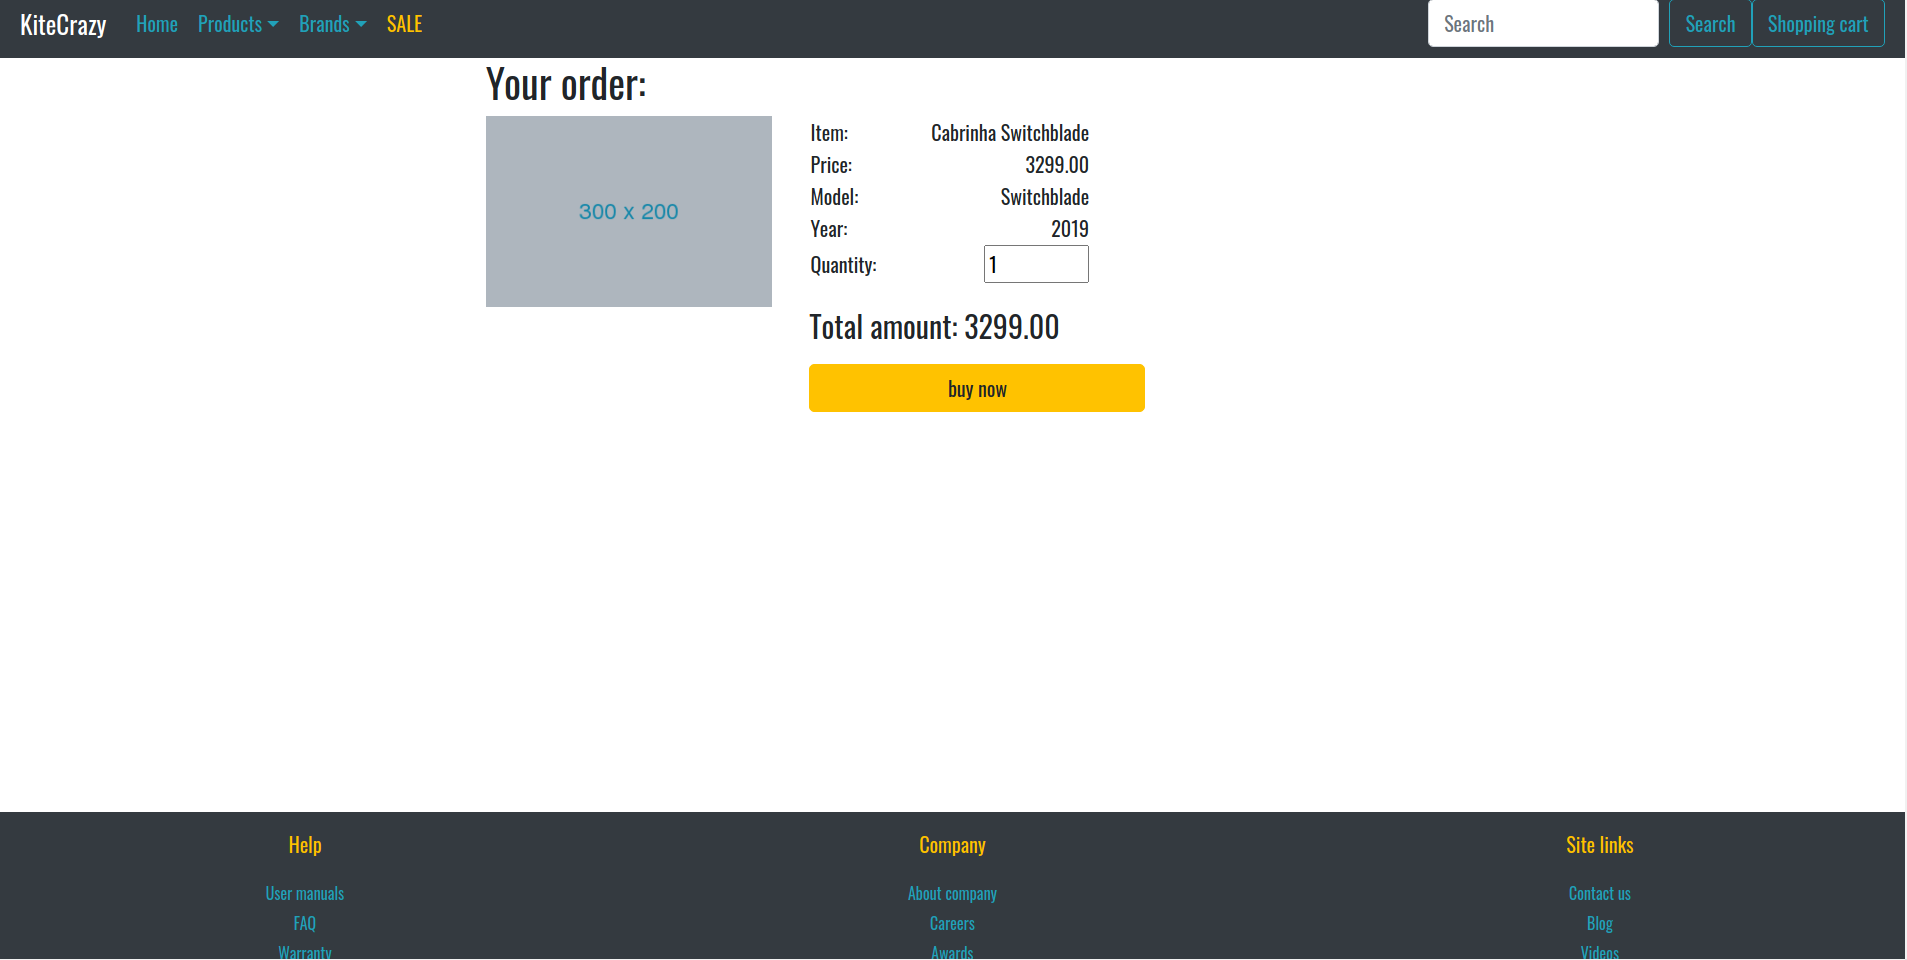 KiteCrazy Home Products Brands SALE Search Search Shopping cart
Your order:
300 x 200
Item: Cabrinha Switchblade
Price: 3299.00
Model: Switchblade
Year: 2019
Quantity: 1
Total amount: 3299.00
buy now
Help Company Site links
User manuals About company Contact us
FAQ Careers Blog
Warranty Awards Videos